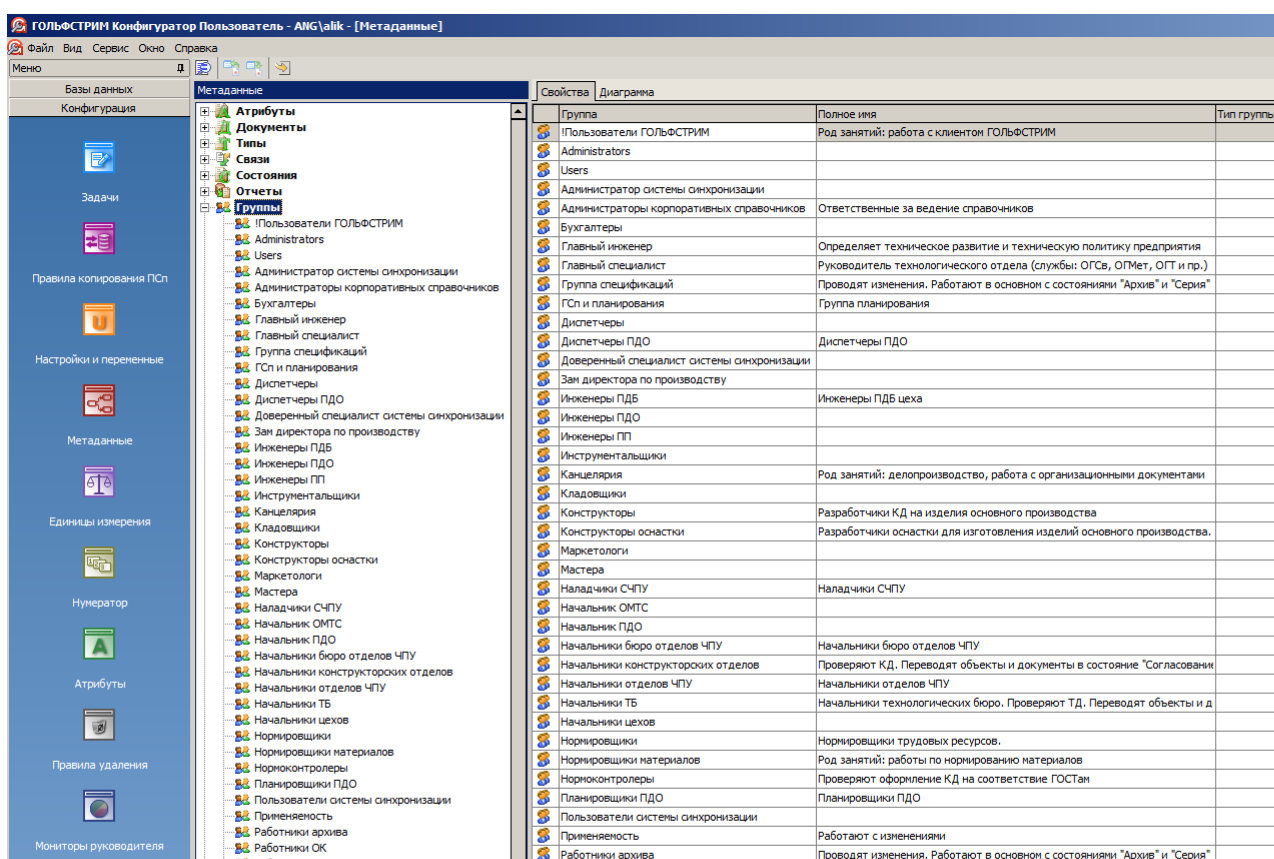 ГОЛЬФСТРИМ Конфигуратор Пользователь - ANG\alik - [Метаданные]
Файл Вид Сервис Окно Справка
Меню
Базы данных
Конфигурация
Задачи
Правила копирования ПСп
Настройки и переменные
Метаданные
Единицы измерения
Нумератор
Атрибуты
Правила удаления
Мониторы руководителя
Метаданные
Атрибуты
Документы
Типы
Связи
Состояния
Отчеты
Группы
!Пользователи ГОЛЬФСТРИМ
Administrators
Users
Администратор системы синхронизации
Администраторы корпоративных справочников
Бухгалтеры
Главный инженер
Главный специалист
Группа спецификаций
ГСп и планирования
Диспетчеры
Диспетчеры ПДО
Доверенный специалист системы синхронизации
Зам директора по производству
Инженеры ПДБ
Инженеры ПДО
Инженеры ПП
Инструментальщики
Канцелярия
Кладовщики
Конструкторы
Конструкторы оснастки
Маркетологи
Мастера
Наладчики СЧПУ
Начальник ОМТС
Начальник ПДО
Начальники бюро отделов ЧПУ
Начальники конструкторских отделов
Начальники отделов ЧПУ
Начальники ТБ
Начальники цехов
Нормировщики
Нормировщики материалов
Нормоконтролеры
Планировщики ПДО
Пользователи системы синхронизации
Применяемость
Работники архива
Работники ОК
Свойства Диаграмма
Группа Полное имя Тип группы
!Пользователи ГОЛЬФСТРИМ Род занятий: работа с клиентом ГОЛЬФСТРИМ
Administrators
Users
Администратор системы синхронизации
Администраторы корпоративных справочников Ответственные за ведение справочников
Бухгалтеры
Главный инженер Определяет техническое развитие и техническую политику предприятия
Главный специалист Руководитель технологического отдела (службы: ОГСв, ОГМет, ОГТ и пр.)
Группа спецификаций Проводят изменения. Работают в основном с состояниями "Архив" и "Серия"
ГСп и планирования Группа планирования
Диспетчеры
Диспетчеры ПДО Диспетчеры ПДО
Доверенный специалист системы синхронизации
Зам директора по производству
Инженеры ПДБ Инженеры ПДБ цеха
Инженеры ПДО
Инженеры ПП
Инструментальщики
Канцелярия Род занятий: делопроизводство, работа с организационными документами
Кладовщики
Конструкторы Разработчики КД на изделия основного производства
Конструкторы оснастки Разработчики оснастки для изготовления изделий основного производства.
Маркетологи
Мастера
Наладчики СЧПУ Наладчики СЧПУ
Начальник ОМТС
Начальник ПДО
Начальники бюро отделов ЧПУ Начальники бюро отделов ЧПУ
Начальники конструкторских отделов Проверяют КД. Переводят объекты и документы в состояние "Согласование
Начальники отделов ЧПУ Начальники отделов ЧПУ
Начальники ТБ Начальники технологических бюро. Проверяют ТД. Переводят объекты и д
Начальники цехов
Нормировщики Нормировщики трудовых ресурсов.
Нормировщики материалов Род занятий: работы по нормированию материалов
Нормоконтролеры Проверяют оформление КД на соответствие ГОСТам
Планировщики ПДО Планировщики ПДО
Пользователи системы синхронизации
Применяемость Работают с изменениями
Работники архива Проводят изменения. Работают в основном с состояниями "Архив" и "Серия"